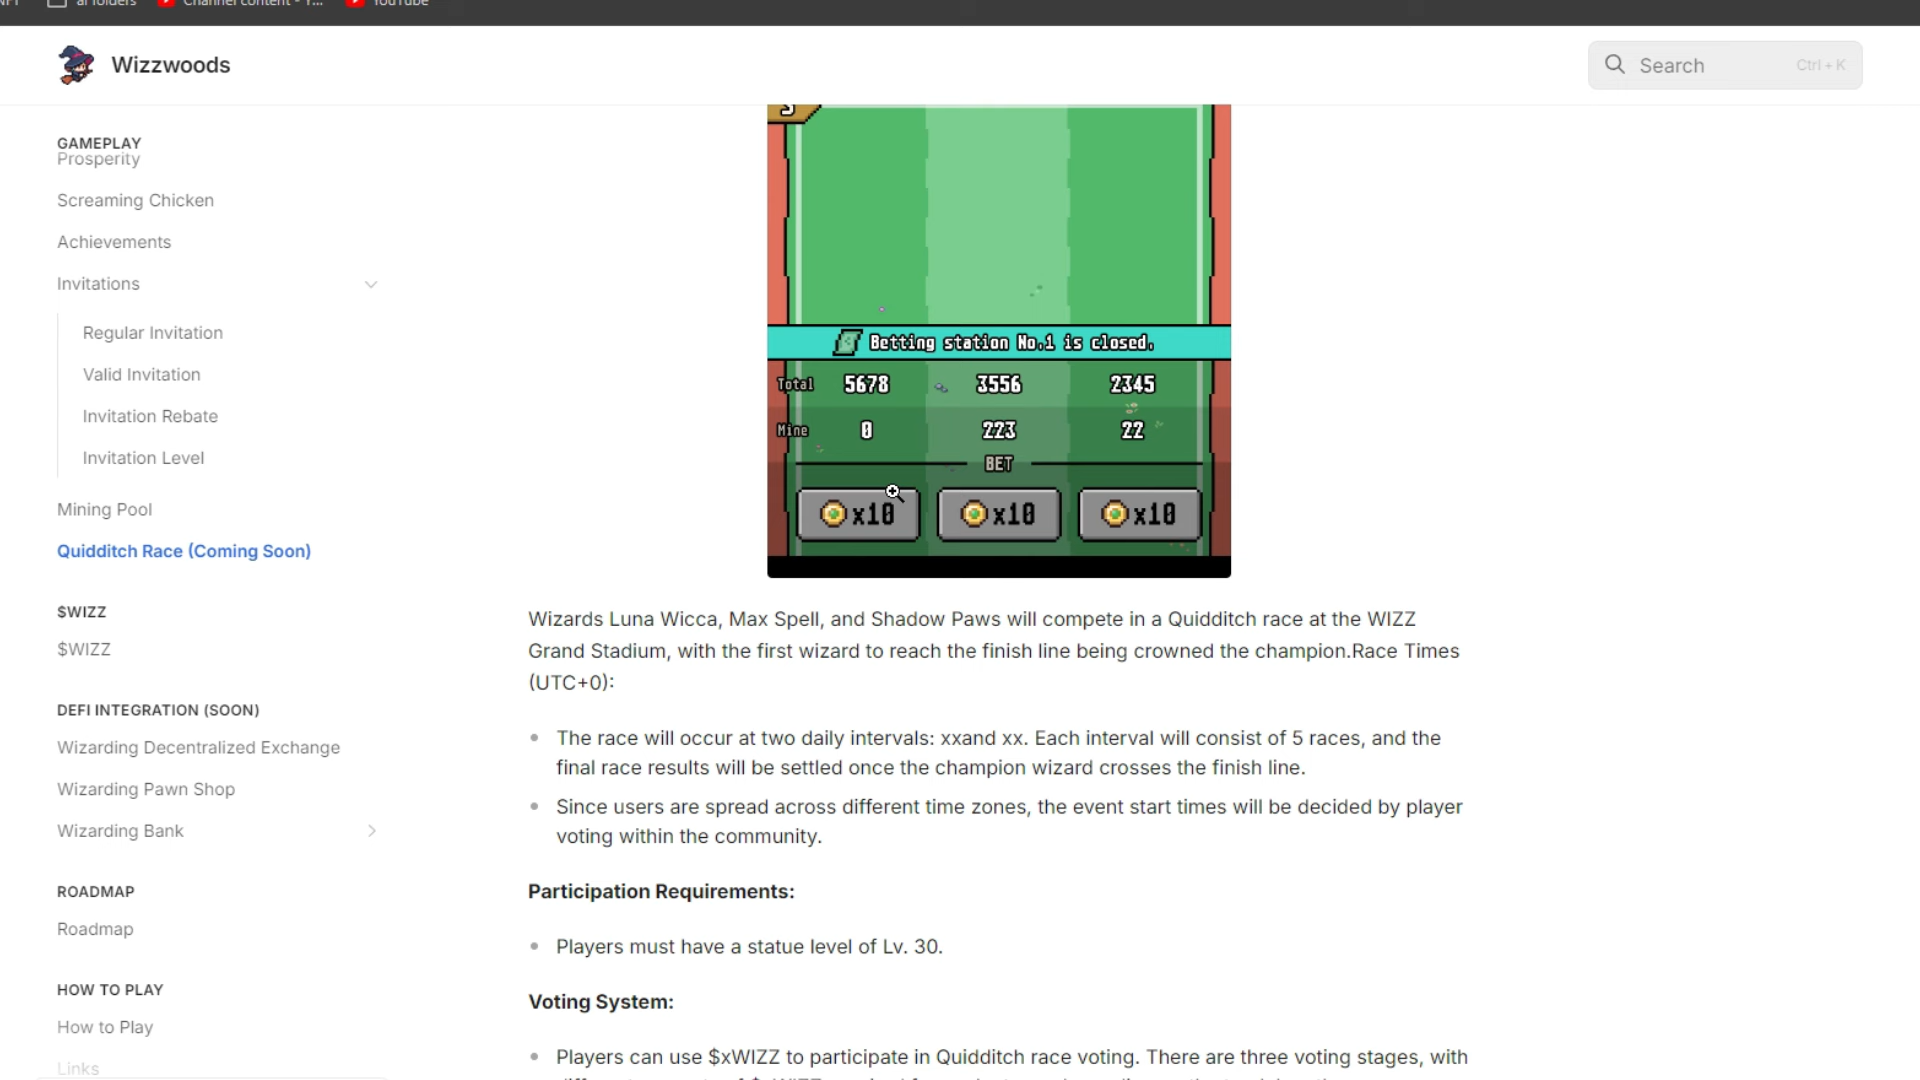 ai folders
Channel content - Y...
YouTube
Wizzwoods
Search
Ctrl + K
GAMEPLAY
Prosperity
Screaming Chicken
Achievements
Invitations
Regular Invitation
Valid Invitation
Invitation Rebate
Invitation Level
Mining Pool
Quidditch Race (Coming Soon)
$WIZZ
$WIZZ
DEFI INTEGRATION (SOON)
Wizarding Decentralized Exchange
Wizarding Pawn Shop
Wizarding Bank
ROADMAP
Roadmap
HOW TO PLAY
How to Play
Links
Betting station No.1 is closed.
Total 5678 3556 2345
Mine 0 223 22
BET
x10 x10 x10
Wizards Luna Wicca, Max Spell, and Shadow Paws will compete in a Quidditch race at the WIZZ
Grand Stadium, with the first wizard to reach the finish line being crowned the champion.Race Times
(UTC+0):
The race will occur at two daily intervals: xxand xx. Each interval will consist of 5 races, and the
final race results will be settled once the champion wizard crosses the finish line.
Since users are spread across different time zones, the event start times will be decided by player
voting within the community.
Participation Requirements:
Players must have a statue level of Lv. 30.
Voting System:
Players can use $xWIZZ to participate in Quidditch race voting. There are three voting stages, with